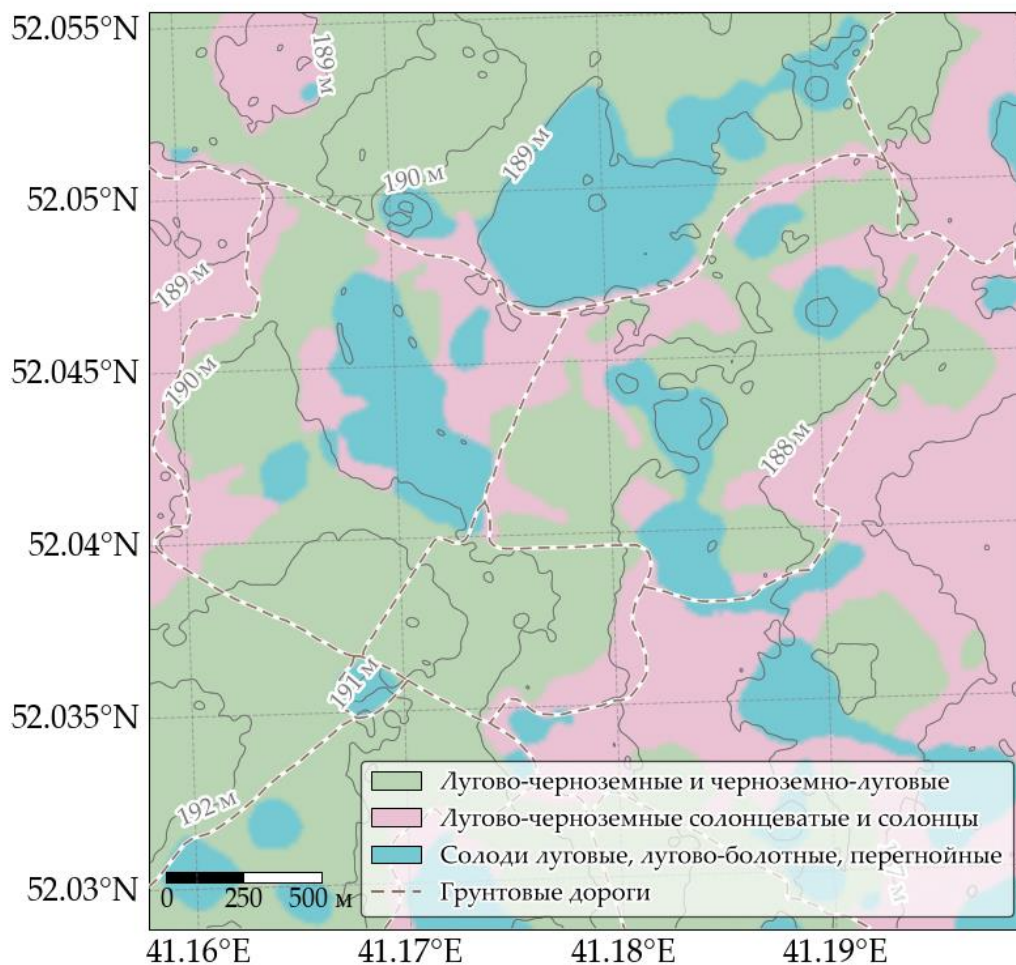 52.055°N
189 м
190 м
189 м
52.05°N
189 м
190 м
52.045°N
188 м
52.04°N
191 м
52.035°N
192 м
Лугово-черноземные и черноземно-луговые
Лугово-черноземные солонцеватые и солонцы
Солоди луговые, лугово-болотные, перегнойные
Грунтовые дороги
52.03°N
0 250 500 м
41.16°E 41.17°E 41.18°E 41.19°E